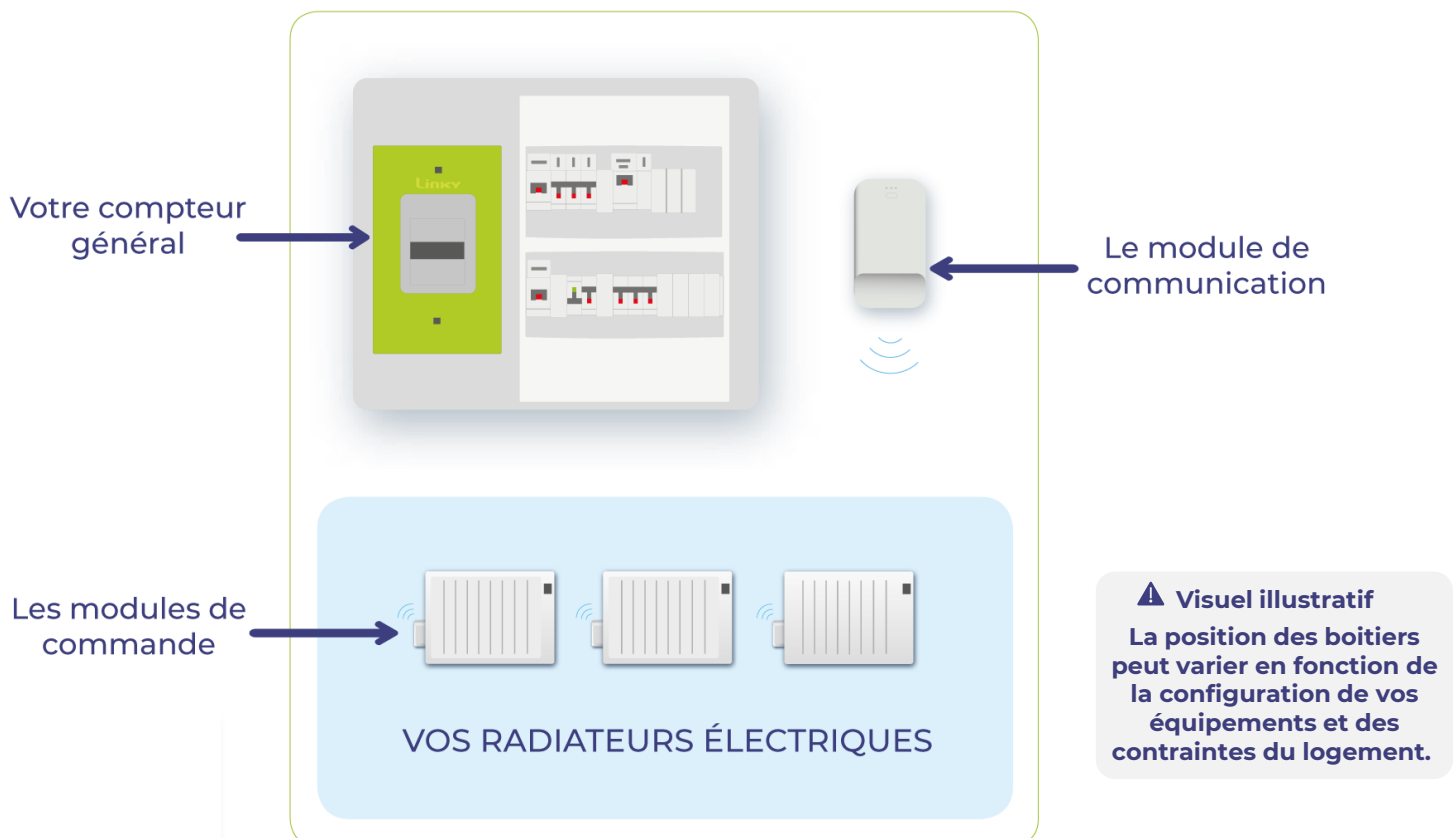 Linky
Votre compteur
général
Le module de
communication
Les modules de
commande
VOS RADIATEURS ÉLECTRIQUES
Visuel illustratif
La position des boitiers
peut varier en fonction de
la configuration de vos
équipements et des
contraintes du logement.